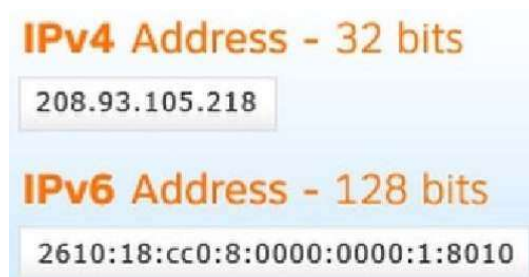 IPv4 Address - 32 bits
208.93.105.218
IPv6 Address - 128 bits
2610:18:cc0:8:0000:0000:1:8010